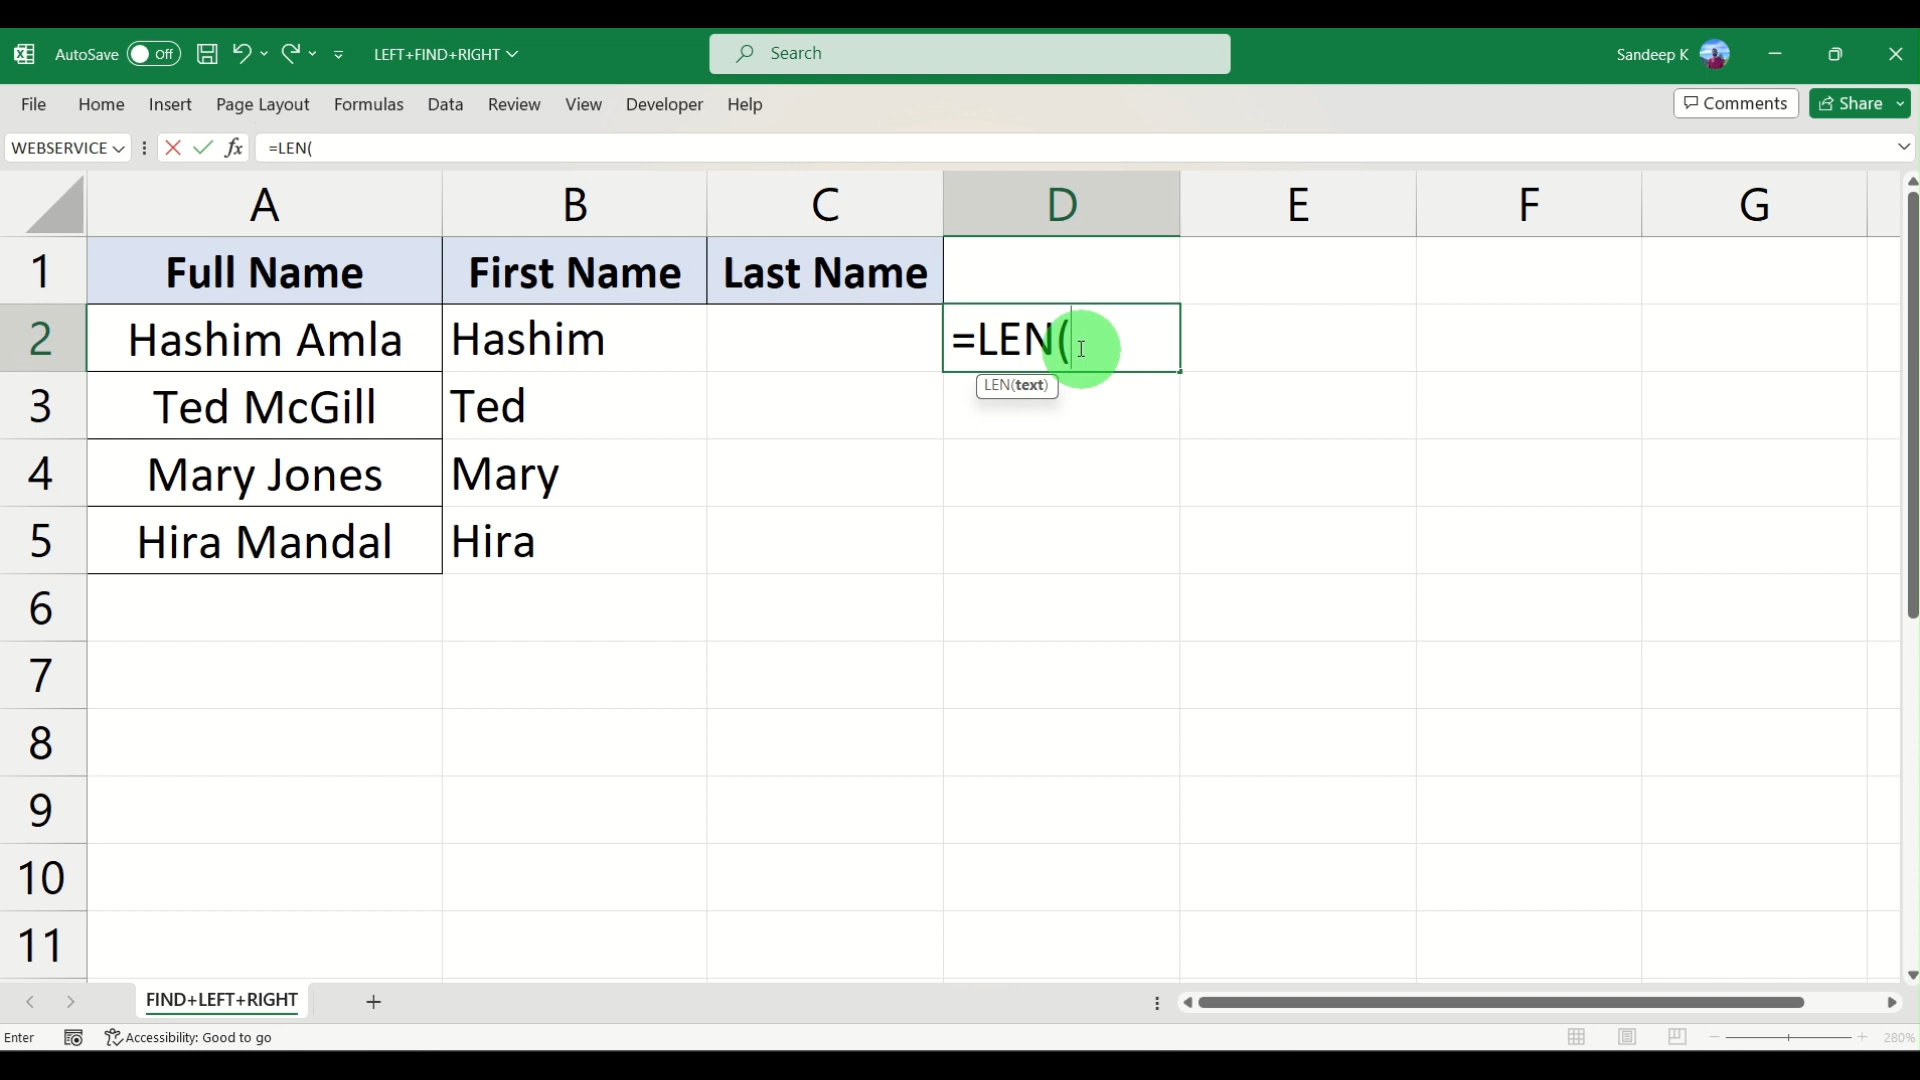 AutoSave Off LEFT+FIND+RIGHT Search Sandeep K
File Home Insert Page Layout Formulas Data Review View Developer Help Comments Share
WEBSERVICE fx =LEN(
A B C D E F G
1 Full Name First Name Last Name
2 Hashim Amla Hashim =LEN(
LEN(text)
3 Ted McGill Ted
4 Mary Jones Mary
5 Hira Mandal Hira
6
7
8
9
10
11
FIND+LEFT+RIGHT
Enter Accessibility: Good to go 280%